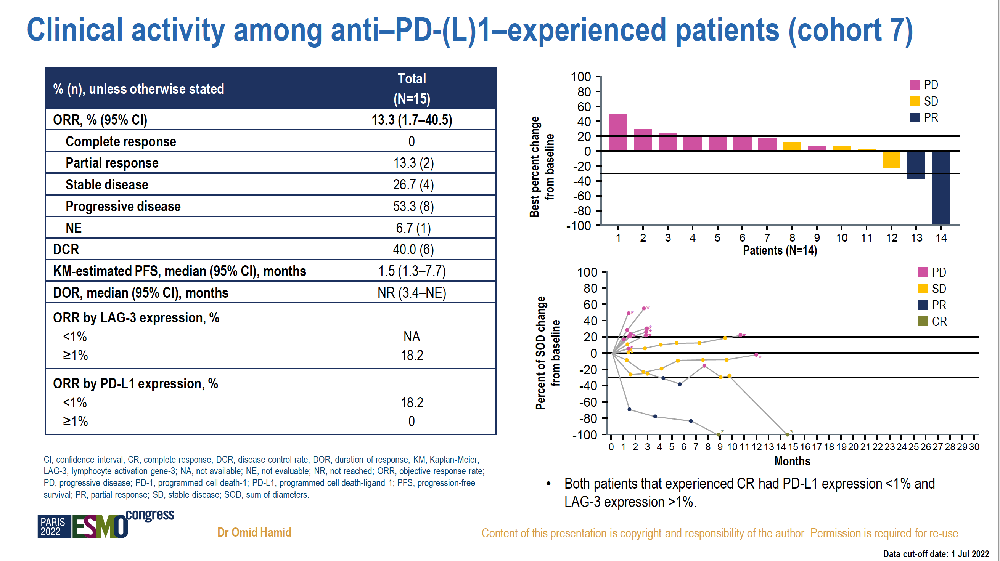 Clinical activity among anti–PD-(L)1–experienced patients (cohort 7)
% (n), unless otherwise stated
Total
(N=15)
ORR, % (95% CI) 13.3 (1.7–40.5)
Complete response 0
Partial response 13.3 (2)
Stable disease 26.7 (4)
Progressive disease 53.3 (8)
NE 6.7 (1)
DCR 40.0 (6)
KM-estimated PFS, median (95% CI), months 1.5 (1.3–7.7)
DOR, median (95% CI), months NR (3.4–NE)
ORR by LAG-3 expression, %
<1% NA
≥1% 18.2
ORR by PD-L1 expression, %
<1% 18.2
≥1% 0
CI, confidence interval; CR, complete response; DCR, disease control rate; DOR, duration of response; KM, Kaplan-Meier;
LAG-3, lymphocyte activation gene-3; NA, not available; NE, not evaluable; NR, not reached; ORR, objective response rate;
PD, progressive disease; PD-1, programmed cell death-1; PD-L1, programmed cell death-ligand 1; PFS, progression-free
survival; PR, partial response; SD, stable disease; SOD, sum of diameters.
Best percent change
from baseline
100
80
60
40
20
0
-20
-40
-60
-80
-100
PD
SD
PR
1 2 3 4 5 6 7 8 9 10 11 12 13 14
Patients (N=14)
Percent of SOD change
from baseline
100
80
60
40
20
0
-20
-40
-60
-80
-100
PD
SD
PR
CR
0 1 2 3 4 5 6 7 8 9 10 11 12 13 14 15 16 17 18 19 20 21 22 23 24 25 26 27 28 29 30
Months
• Both patients that experienced CR had PD-L1 expression <1% and
LAG-3 expression >1%.
PARIS
2022
ESMO congress
Dr Omid Hamid
Content of this presentation is copyright and responsibility of the author. Permission is required for re-use.
Data cut-off date: 1 Jul 2022